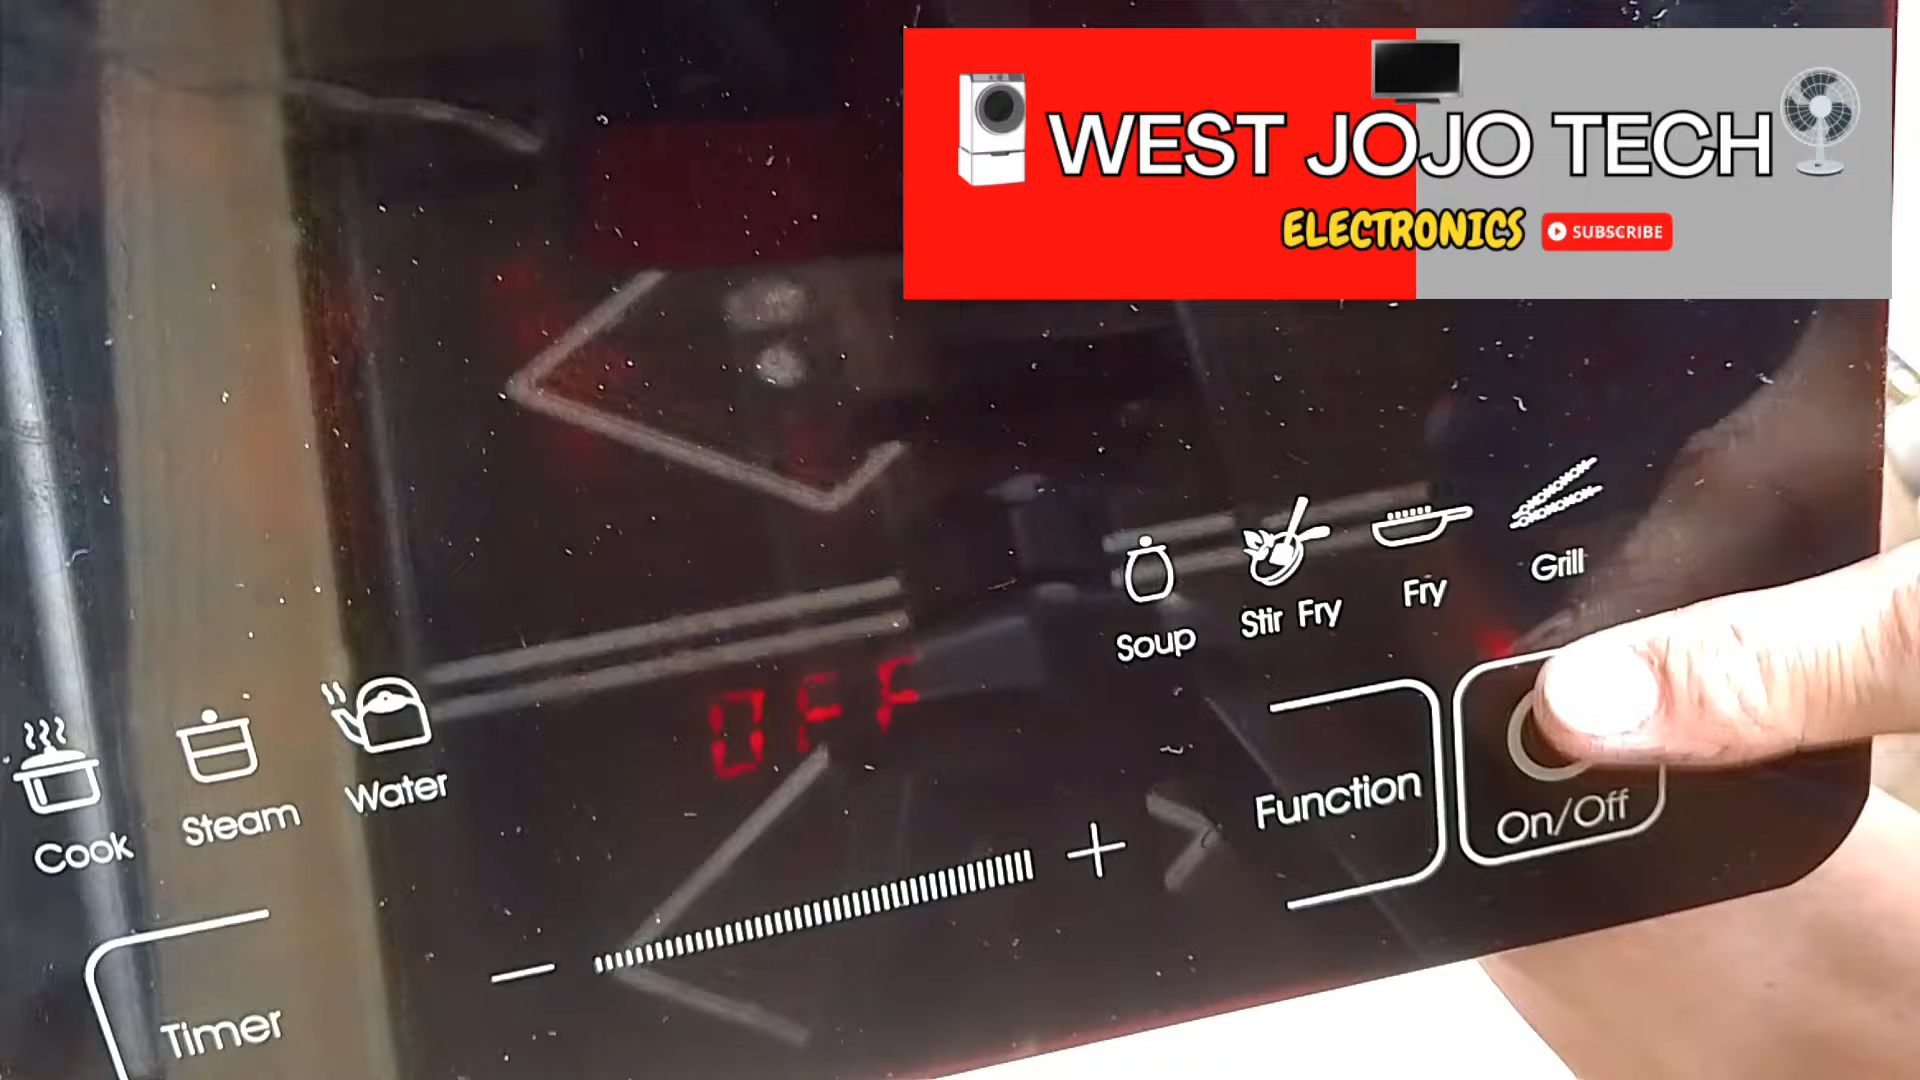 WEST JOJO TECH
ELECTRONICS SUBSCRIBE
Soup
Stir Fry
Fry
Grill
Cook
Steam
Water
OFF
Timer
−
+
Function
On/Off